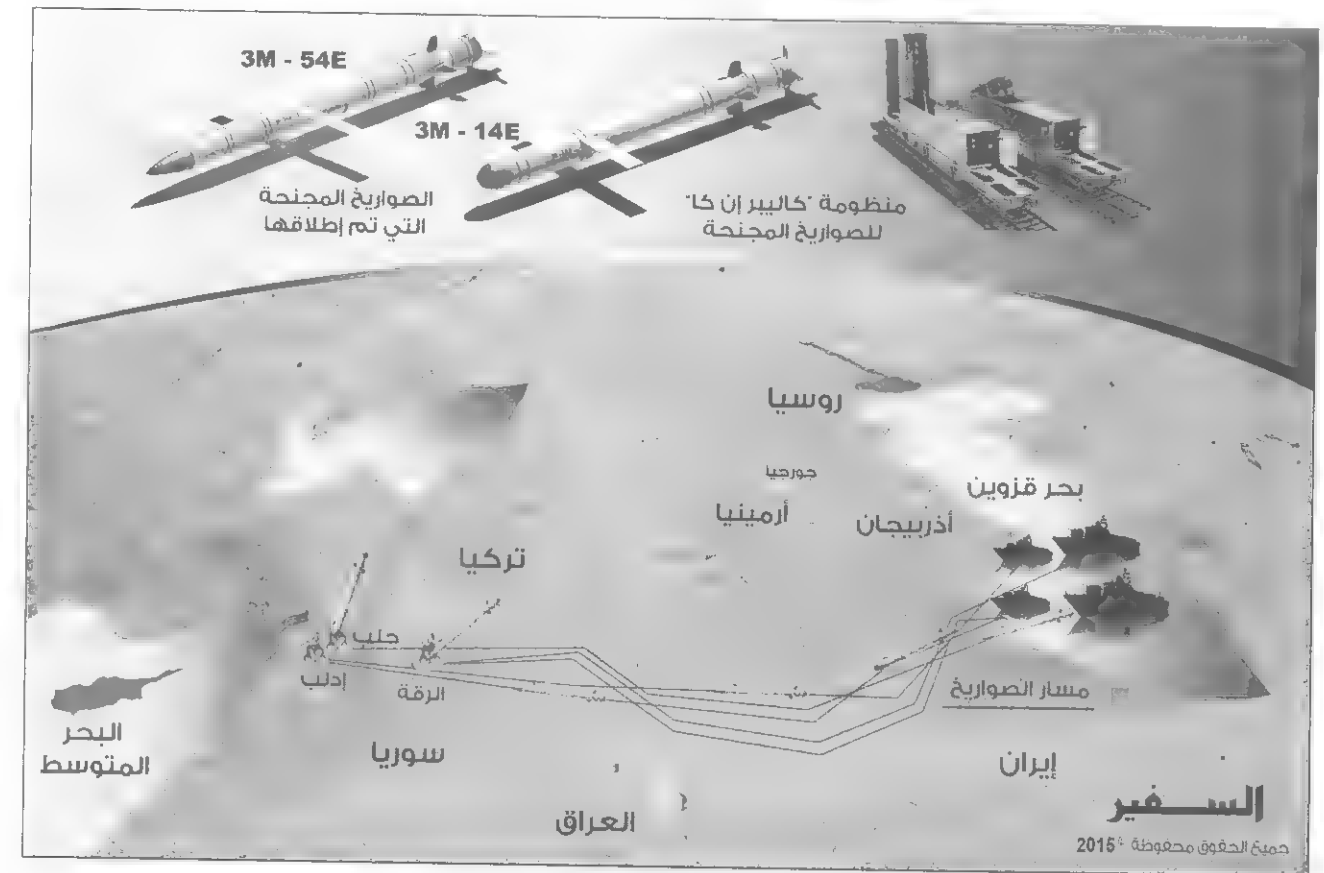 3M - 54E
3M - 14E
الصواريخ المجنحة
التي تم إطلاقها
منظومة "كاليبر إن كا"
للصواريخ المجنحة
روسيا
جورجيا
بحر قزوين
أرمينيا
أذربيجان
تركيا
حلب
إدلب
الرقة
مسار الصواريخ
البحر
المتوسط
سوريا
إيران
العراق
السفير
جميع الحقوق محفوظة © 2015